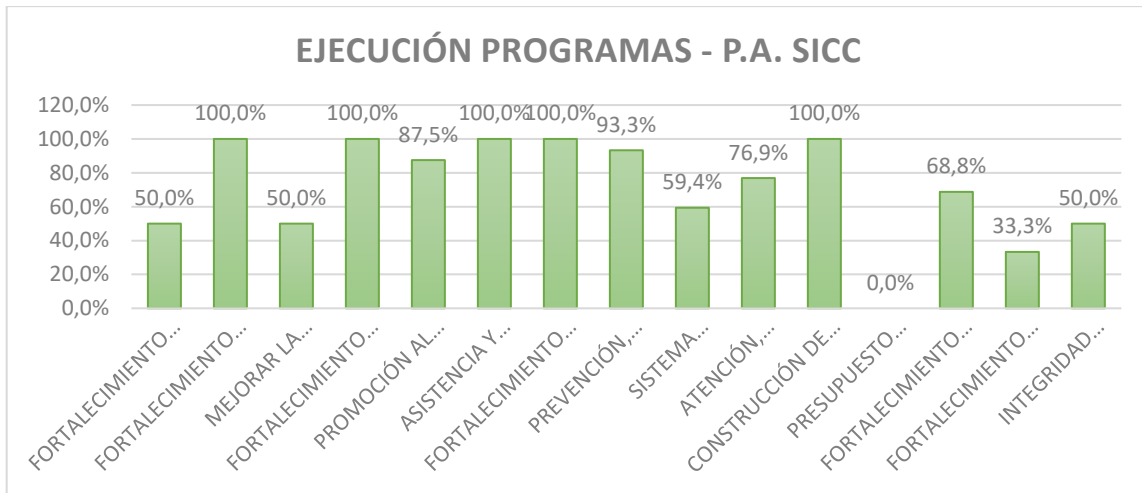 EJECUCIÓN PROGRAMAS - P.A. SICC
120,0%
100,0%
80,0%
60,0%
40,0%
20,0%
0,0%
50,0%
100,0%
50,0%
100,0%
87,5%
100,0%
100,0%
93,3%
59,4%
76,9%
100,0%
0,0%
68,8%
33,3%
50,0%
FORTALECIMIENTO...
FORTALECIMIENTO...
MEJORAR LA...
FORTALECIMIENTO...
PROMOCIÓN AL...
ASISTENCIA Y...
FORTALECIMIENTO...
PREVENCIÓN,...
SISTEMA...
ATENCIÓN,...
CONSTRUCCIÓN DE...
PRESUPUESTO...
FORTALECIMIENTO...
FORTALECIMIENTO...
INTEGRIDAD...